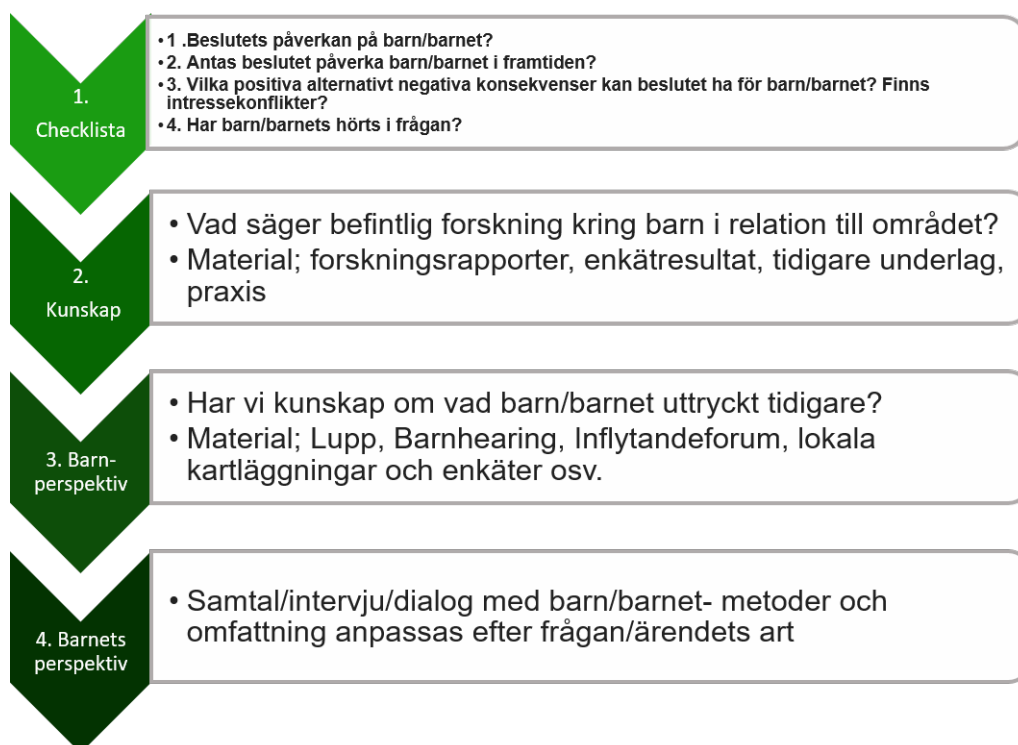 1.
Checklista
•1 .Beslutets påverkan på barn/barnet?
•2. Antas beslutet påverka barn/barnet i framtiden?
•3. Vilka positiva alternativt negativa konsekvenser kan beslutet ha för barn/barnet? Finns
intressekonflikter?
•4. Har barn/barnets hörts i frågan?
2.
Kunskap
• Vad säger befintlig forskning kring barn i relation till området?
• Material; forskningsrapporter, enkätresultat, tidigare underlag,
praxis
3. Barn-
perspektiv
• Har vi kunskap om vad barn/barnet uttryckt tidigare?
• Material; Lupp, Barnhearing, Inflytandeforum, lokala
kartläggningar och enkäter osv.
4. Barnets
perspektiv
• Samtal/intervju/dialog med barn/barnet- metoder och
omfattning anpassas efter frågan/ärendets art